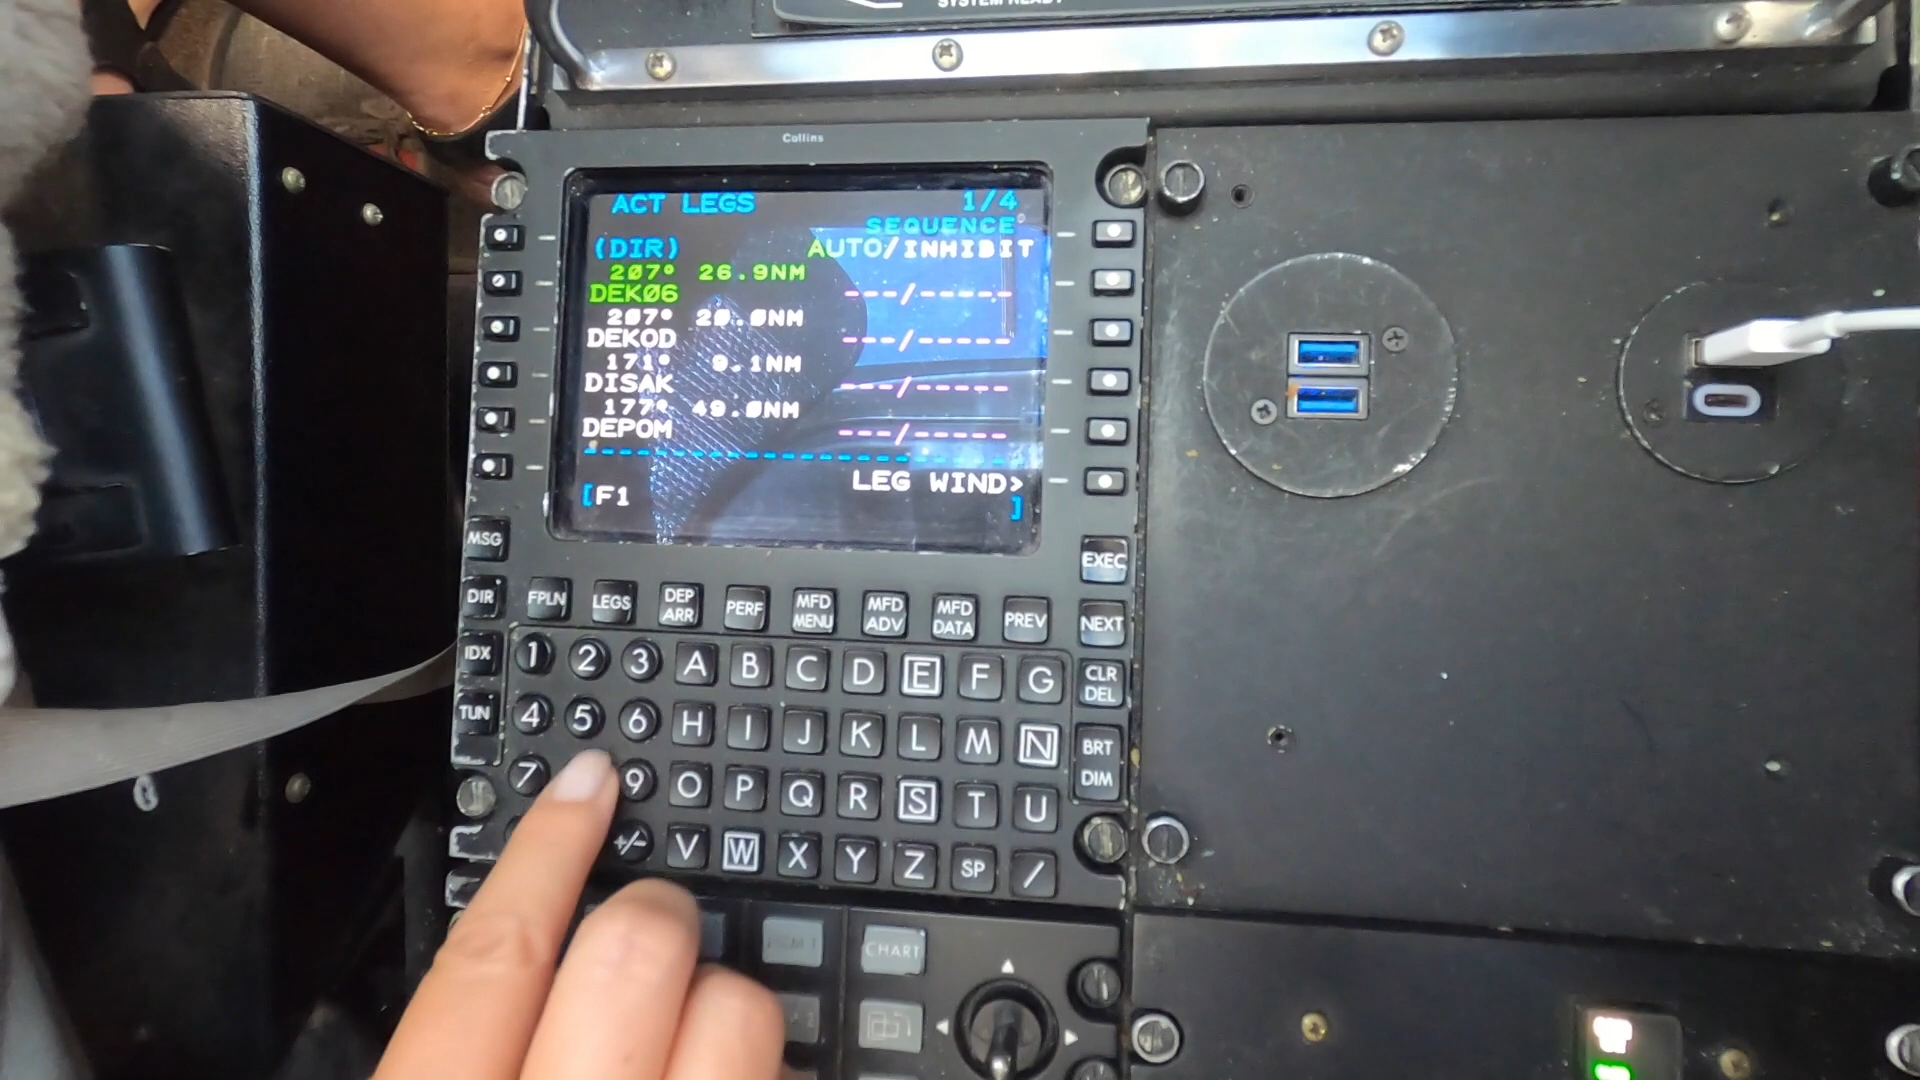 SYSTEM READY
Collins
ACT LEGS 1/4
SEQUENCE
(DIR) AUTO/INHIBIT
207° 26.9NM
DEK06 ---/-----
207° 20.0NM
DEKOD ---/-----
171° 9.1NM
DISAK ---/-----
177° 49.0NM
DEPOM ---/-----
--------------------
LEG WIND>
[F1 ]
MSG
EXEC
DIR FPLN LEGS DEP ARR PERF MFD MENU MFD ADV MFD DATA PREV NEXT
IDX 1 2 3 A B C D E F G CLR DEL
TUN 4 5 6 H I J K L M N BRT DIM
7 9 O P Q R S T U
+/- V W X Y Z SP /
CHART